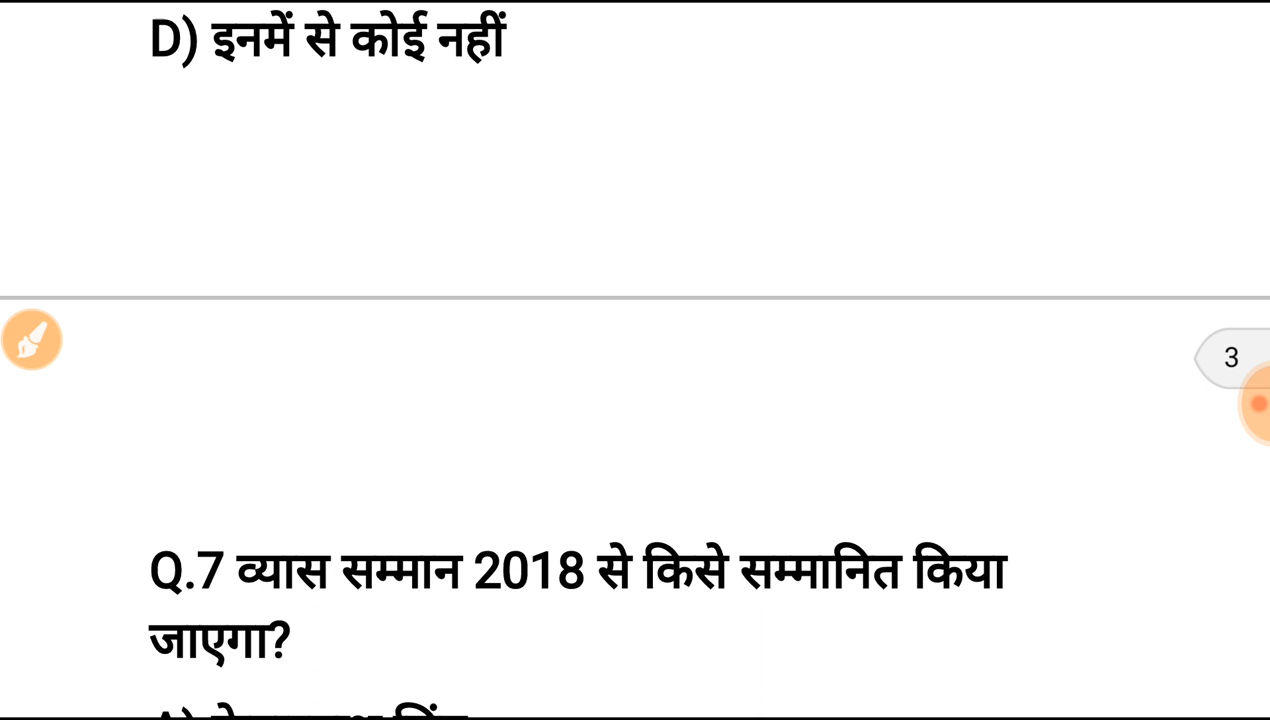 D) इनमें से कोई नहीं
3
Q.7 व्यास सम्मान 2018 से किसे सम्मानित किया
जाएगा?